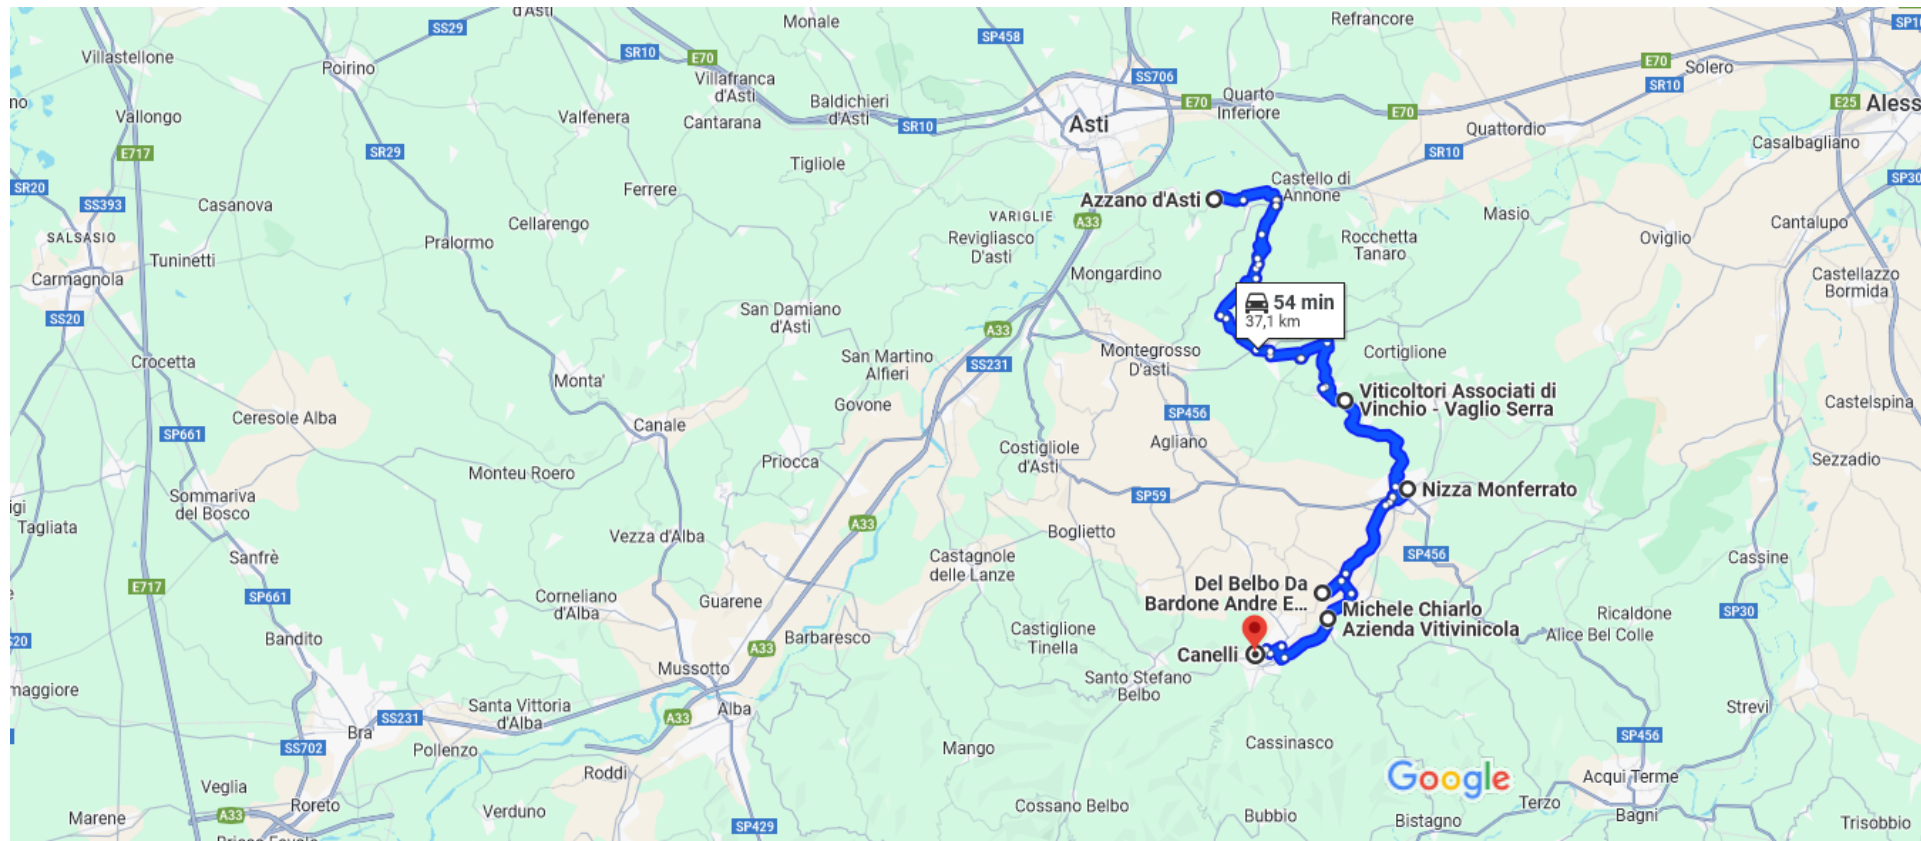 d'Asti
Monale
Refrancore
SS29
SP458
SP1
Villastellone
Poirino
SR10
E70
Villafranca
d'Asti
SS706
E70
Solero
SR10
Vallongo
Valfenera
Cantarana
Baldichieri
d'Asti
SR10
Asti
E70
Quarto
Inferiore
E70
Quattordio
E25
Aless
Casalbagliano
E717
SR29
Tigliole
SR10
SP30
SR20
SS393
Casanova
Ferrere
Azzano d'Asti
Castello di
Annone
Cellarengo
VARIGLIE
A33
Masio
Cantalupo
SALSASIO
Pralormo
Revigliasco
D'asti
Rocchetta
Tanaro
Oviglio
Carmagnola
Tuninetti
Mongardino
Castellazzo
Bormida
SS20
San Damiano
d'Asti
A33
54 min
37,1 km
Crocetta
Monta'
San Martino
Alfieri
SS231
Montegrosso
D'asti
Cortiglione
Ceresole Alba
Govone
SP456
Viticoltori Associati di
Vinchio - Vaglio Serra
Castelspina
SP661
Canale
Costigliole
d'Asti
Agliano
Monteu Roero
Priocca
Sezzadio
Sommariva
del Bosco
SP59
Nizza Monferrato
igi
Tagliata
Vezza d'Alba
A33
Boglietto
Sanfrè
Castagnole
delle Lanze
SP456
Cassine
E717
SP661
Corneliano
d'Alba
Guarene
Del Belbo Da
Bardone Andre E...
Michele Chiarlo
Azienda Vitivinicola
Ricaldone
SP30
S20
Bandito
Barbaresco
Castiglione
Tinella
Alice Bel Colle
A33
Canelli
Mussotto
Santo Stefano
Belbo
maggiore
Santa Vittoria
d'Alba
A33
Alba
Strevi
SS231
Bra
SS702
Pollenzo
Mango
Cassinasco
SP456
Google
Roddi
Acqui Terme
Veglia
Roreto
Verduno
Cossano Belbo
Bubbio
Terzo
Bagni
Marene
A33
SP429
Bistagno
Trisobbio